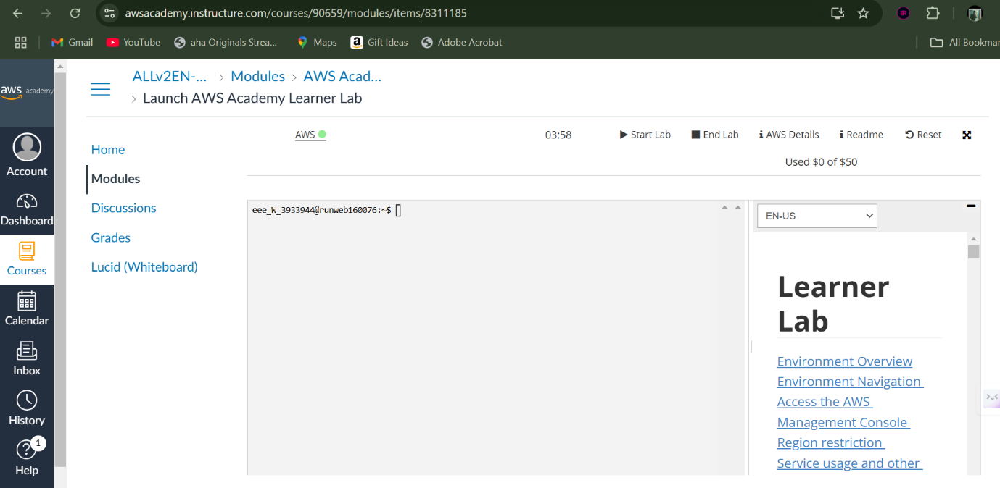 awsacademy.instructure.com/courses/90659/modules/items/8311185
Gmail YouTube aha Originals Strea... Maps Gift Ideas Adobe Acrobat All Bookmar
aws academy
Account
Dashboard
Courses
Calendar
Inbox
History
1
Help
ALLv2EN-... > Modules > AWS Acad...
> Launch AWS Academy Learner Lab
Home
Modules
Discussions
Grades
Lucid (Whiteboard)
AWS 03:58 Start Lab End Lab AWS Details Readme Reset
Used $0 of $50
eee_W_3933944@runweb160076:~$
EN-US
Learner
Lab
Environment Overview
Environment Navigation
Access the AWS
Management Console
Region restriction
Service usage and other